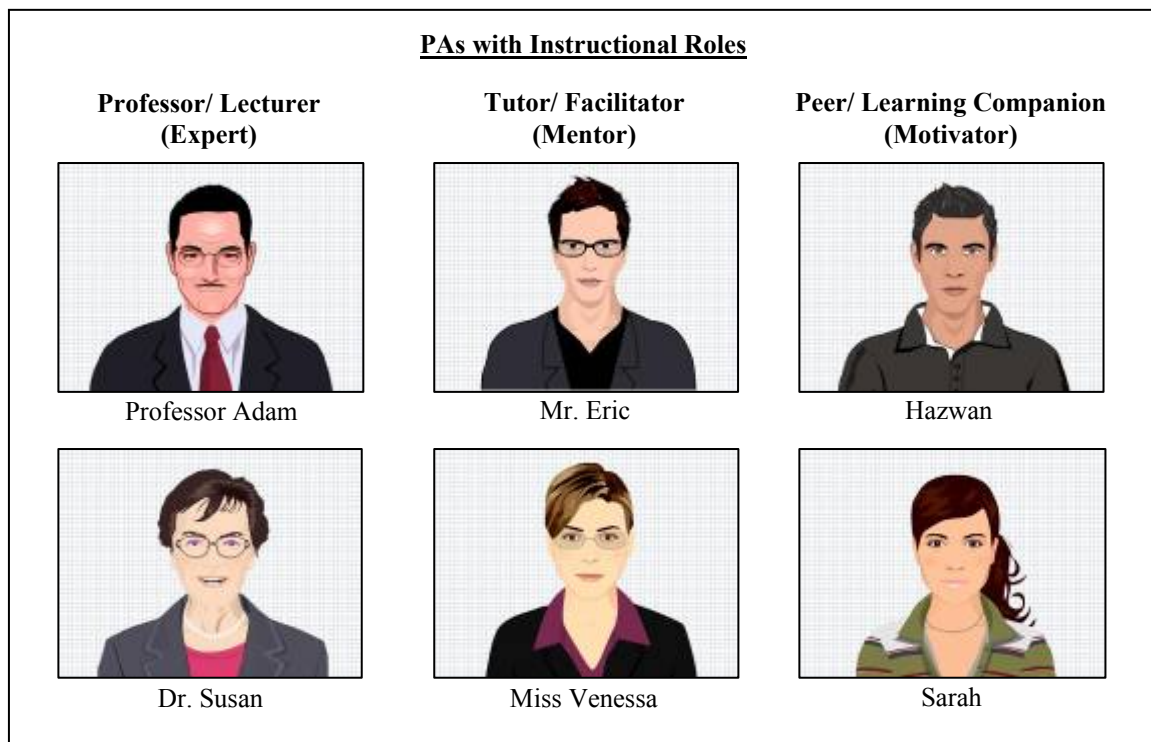 PAs with Instructional Roles
Professor/ Lecturer
(Expert)
Tutor/ Facilitator
(Mentor)
Peer/ Learning Companion
(Motivator)
Professor Adam
Mr. Eric
Hazwan
Dr. Susan
Miss Venessa
Sarah